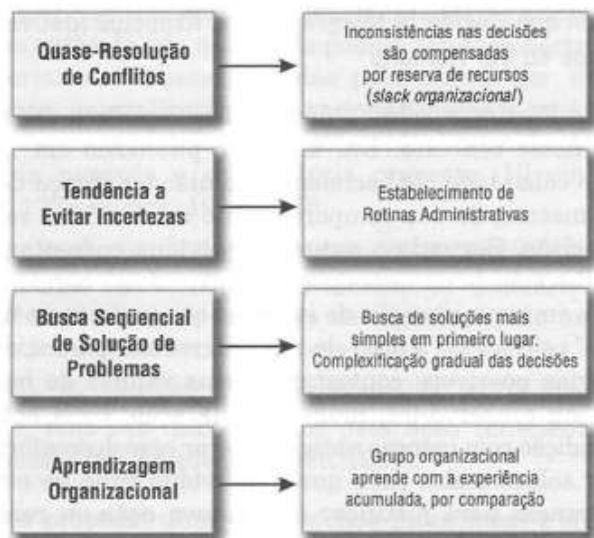 Quase-Resolução
de Conflitos
Inconsistências nas decisões
são compensadas
por reserva de recursos
(slack organizacional)
Tendência a
Evitar Incertezas
Estabelecimento de
Rotinas Administrativas
Busca Seqüencial
de Solução de
Problemas
Busca de soluções mais
simples em primeiro lugar.
Complexificação gradual das decisões
Aprendizagem
Organizacional
Grupo organizacional
aprende com a experiência
acumulada, por comparação